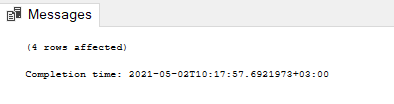 Messages
(4 rows affected)
Completion time: 2021-05-02T10:17:57.6921973+03:00